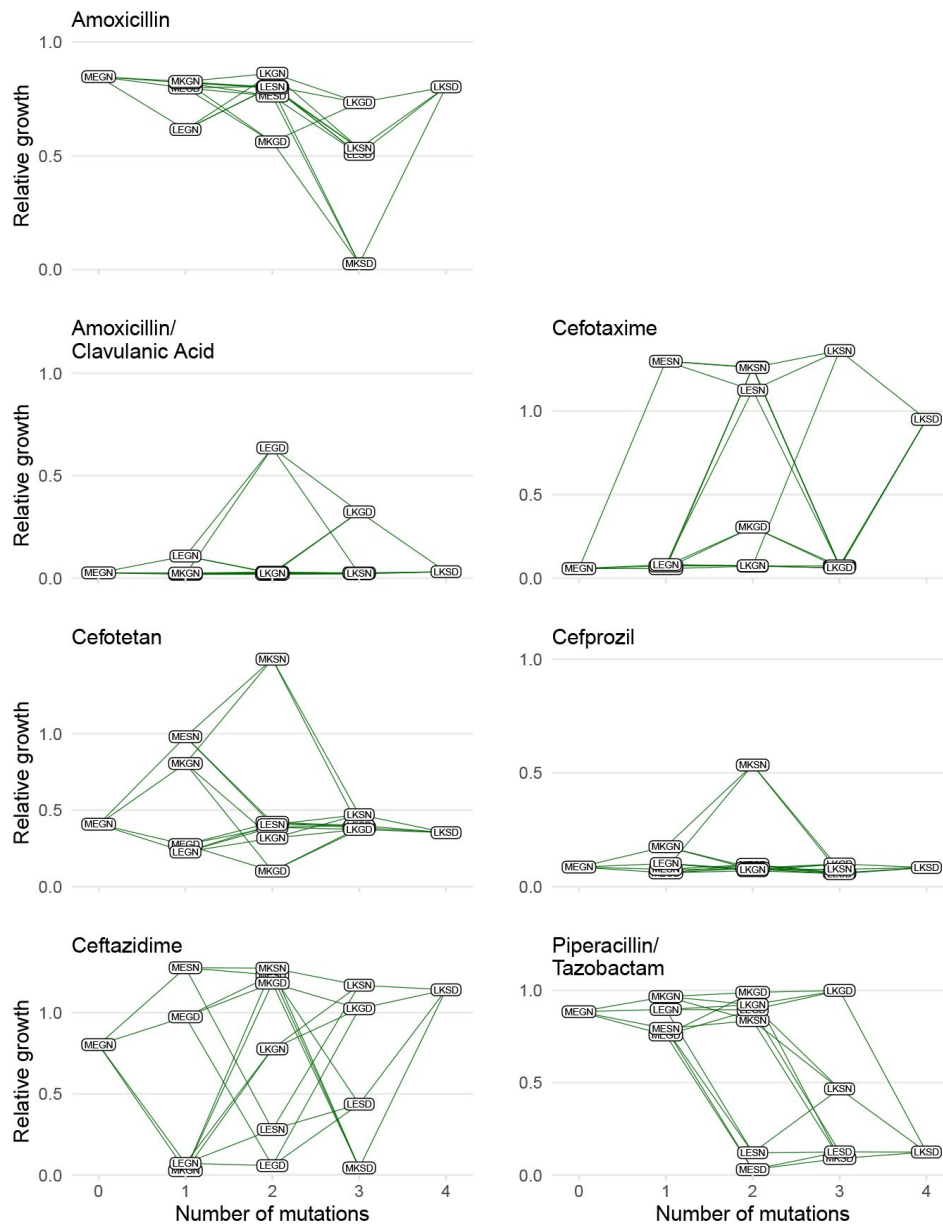 Amoxicillin
Relative growth
1.0
0.5
0.0
MEGN
MKGN
LEGN
LKGN
LESN
MESD
MKGD
LKGD
LKSN
MKSD
LKSD
Amoxicillin/
Clavulanic Acid
Relative growth
1.0
0.5
0.0
MEGN
LEGN
MKGN
LEGD
LKGN
LKGD
LKSN
LKSD
Cefotaxime
1.0
0.5
0.0
MEGN
MESN
LEGN
MKSN
LESN
MKGD
LKGN
LKSN
LKGD
LKSD
Cefotetan
Relative growth
1.0
0.5
0.0
MEGN
MESN
MKGN
MEGD
LEGN
MKSN
LESN
LKGN
MKGD
LKSN
LKGD
LKSD
Cefprozil
1.0
0.5
0.0
MEGN
MKGN
LEGN
MKSN
LKGN
LKSN
LKSD
Ceftazidime
Relative growth
1.0
0.5
0.0
MEGN
MESN
MEGD
LEGN
MKGN
MKSN
MKGD
LKGN
LESN
LEGD
LKSN
LKGD
LESD
MKSD
LKSD
0 1 2 3 4
Number of mutations
Piperacillin/
Tazobactam
1.0
0.5
0.0
MEGN
MKGN
LEGN
MESN
MEGD
MKGD
LKGN
LEGD
MKSN
LESN
MESD
LKGD
LKSN
LESD
MKSD
LKSD
0 1 2 3 4
Number of mutations